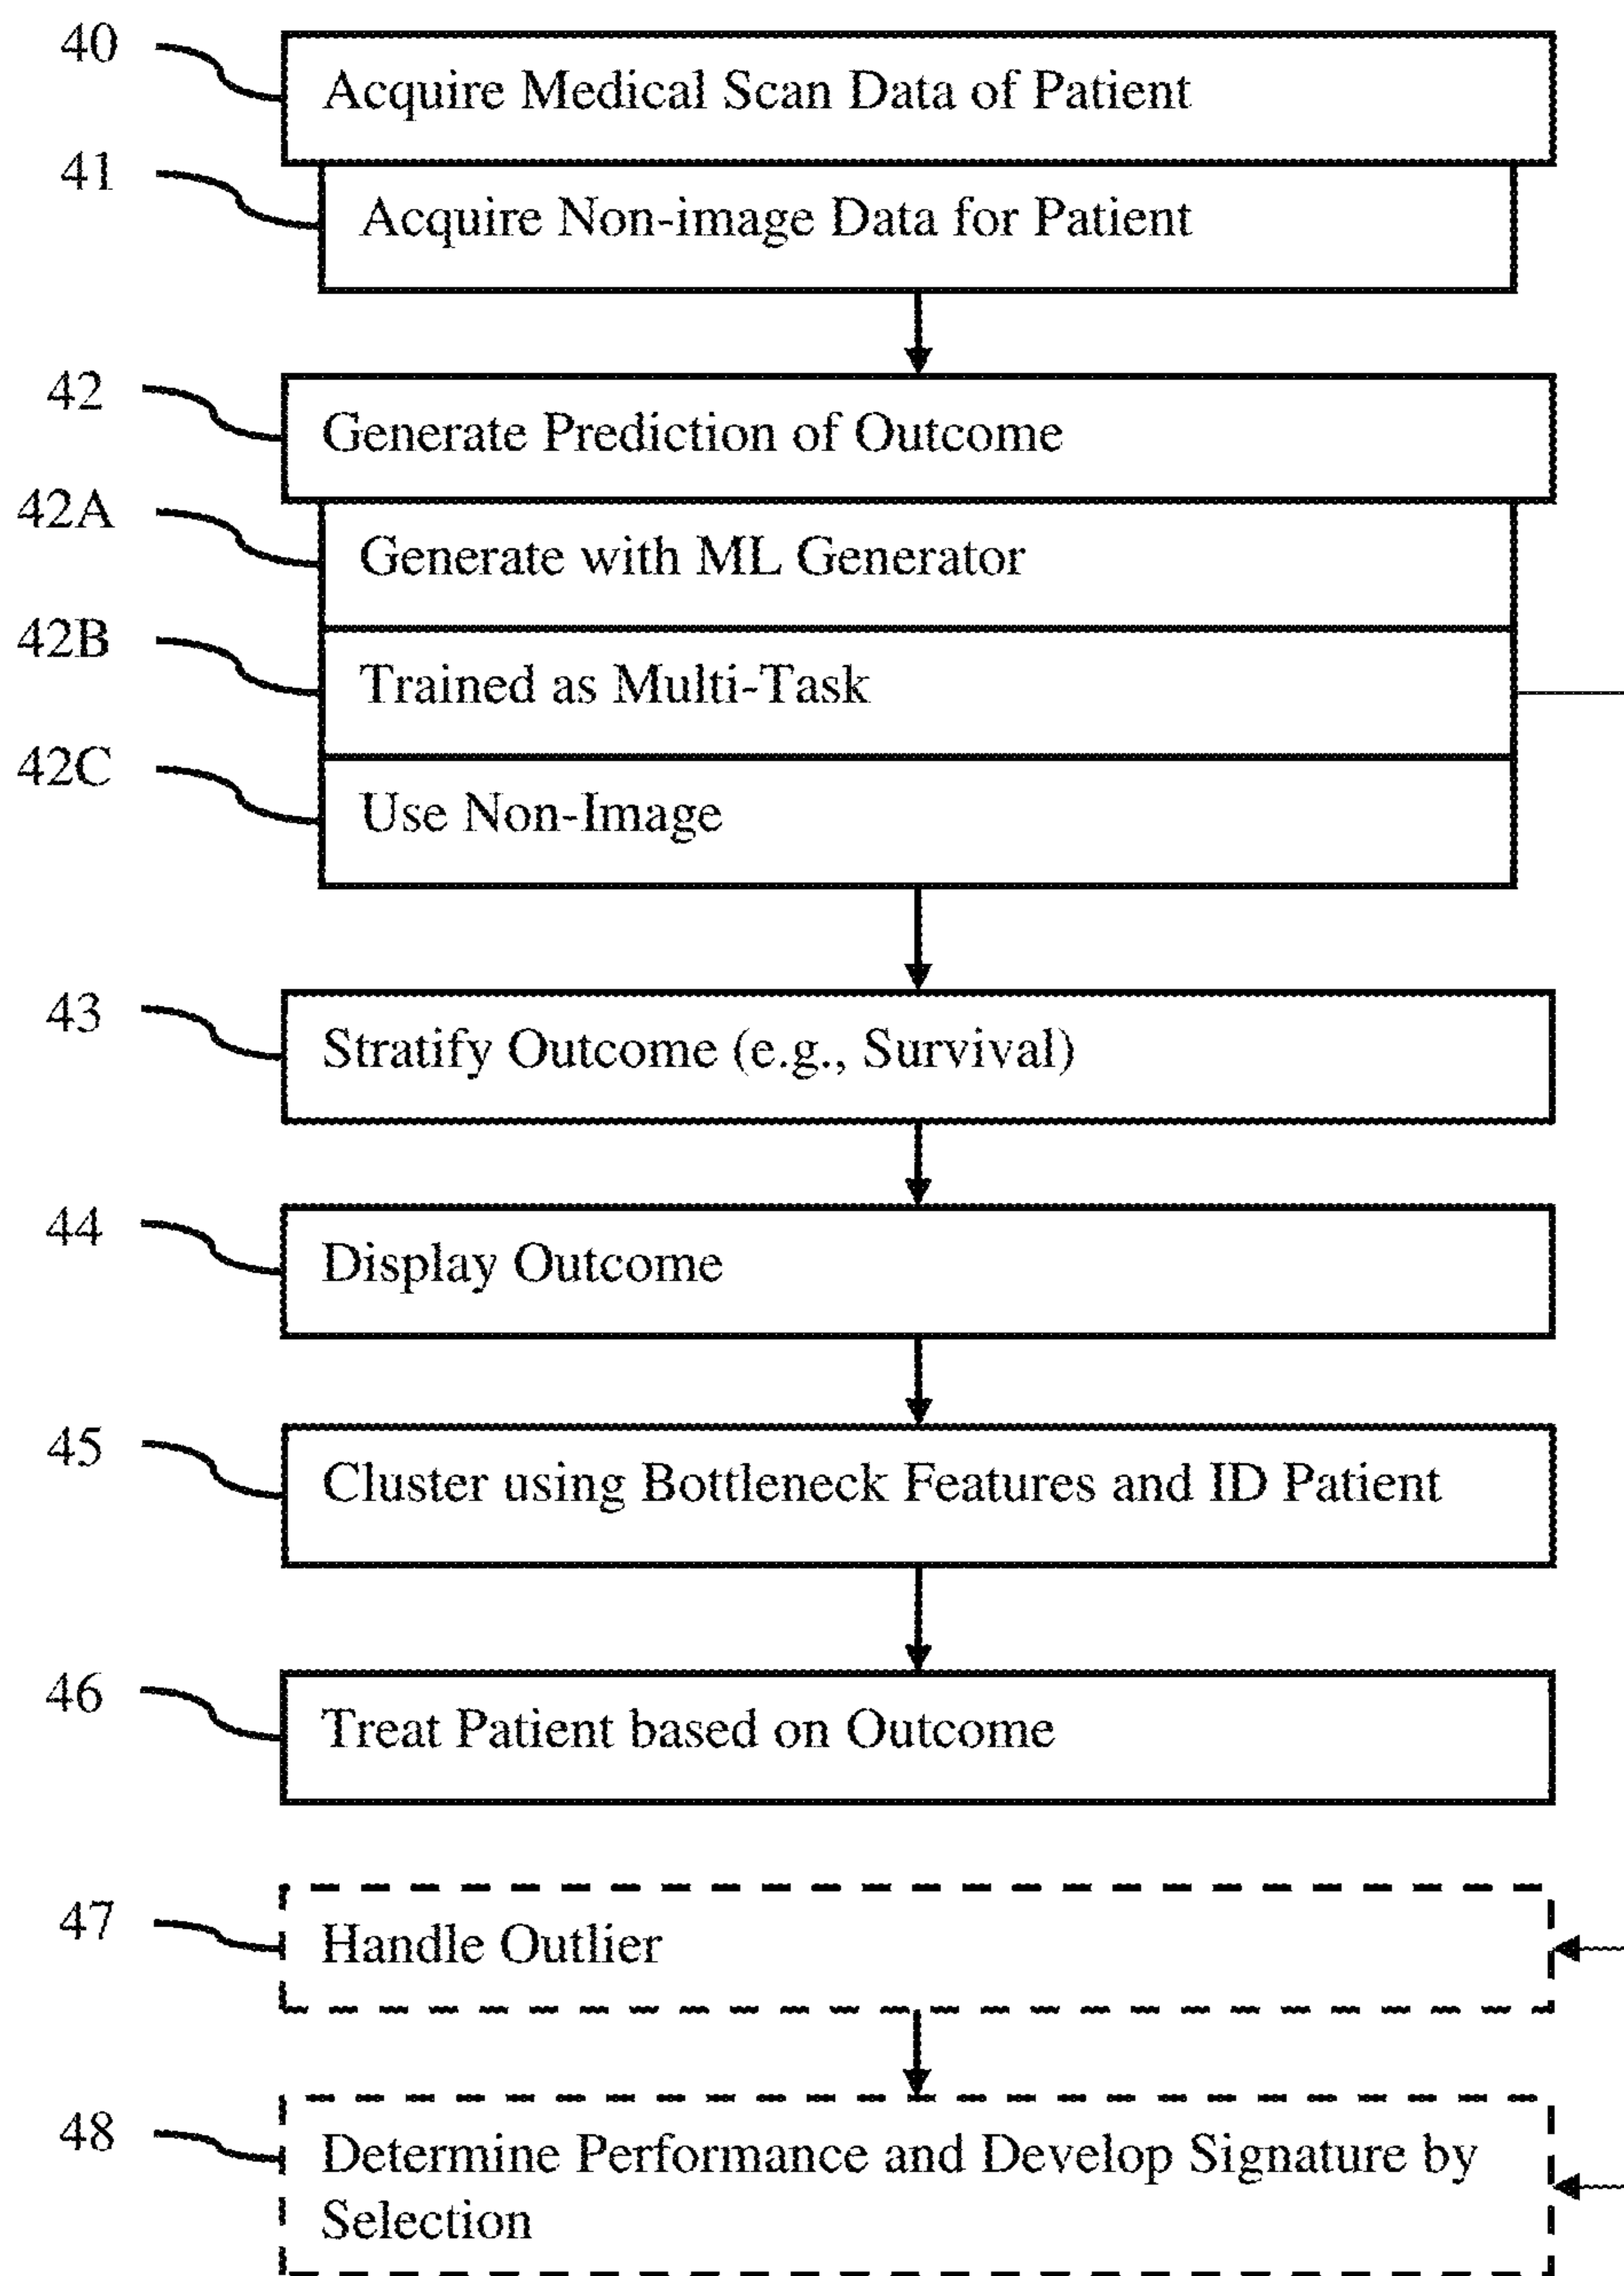 40
Acquire Medical Scan Data of Patient
41
Acquire Non-image Data for Patient
42
Generate Prediction of Outcome
42A
Generate with ML Generator
42B
Trained as Multi-Task
42C
Use Non-Image
43
Stratify Outcome (e.g., Survival)
44
Display Outcome
45
Cluster using Bottleneck Features and ID Patient
46
Treat Patient based on Outcome
47
Handle Outlier
48
Determine Performance and Develop Signature by
Selection